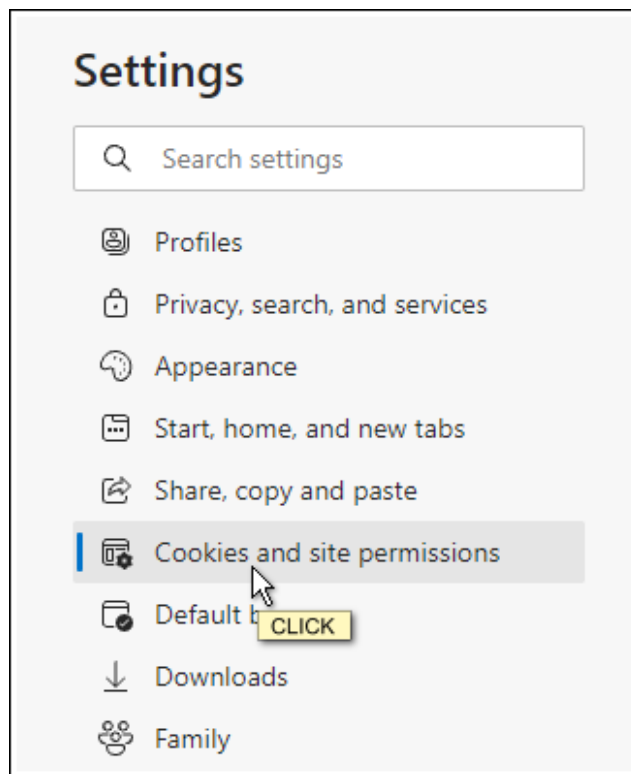 Settings
Search settings
Profiles
Privacy, search, and services
Appearance
Start, home, and new tabs
Share, copy and paste
Cookies and site permissions
Default
CLICK
Downloads
Family